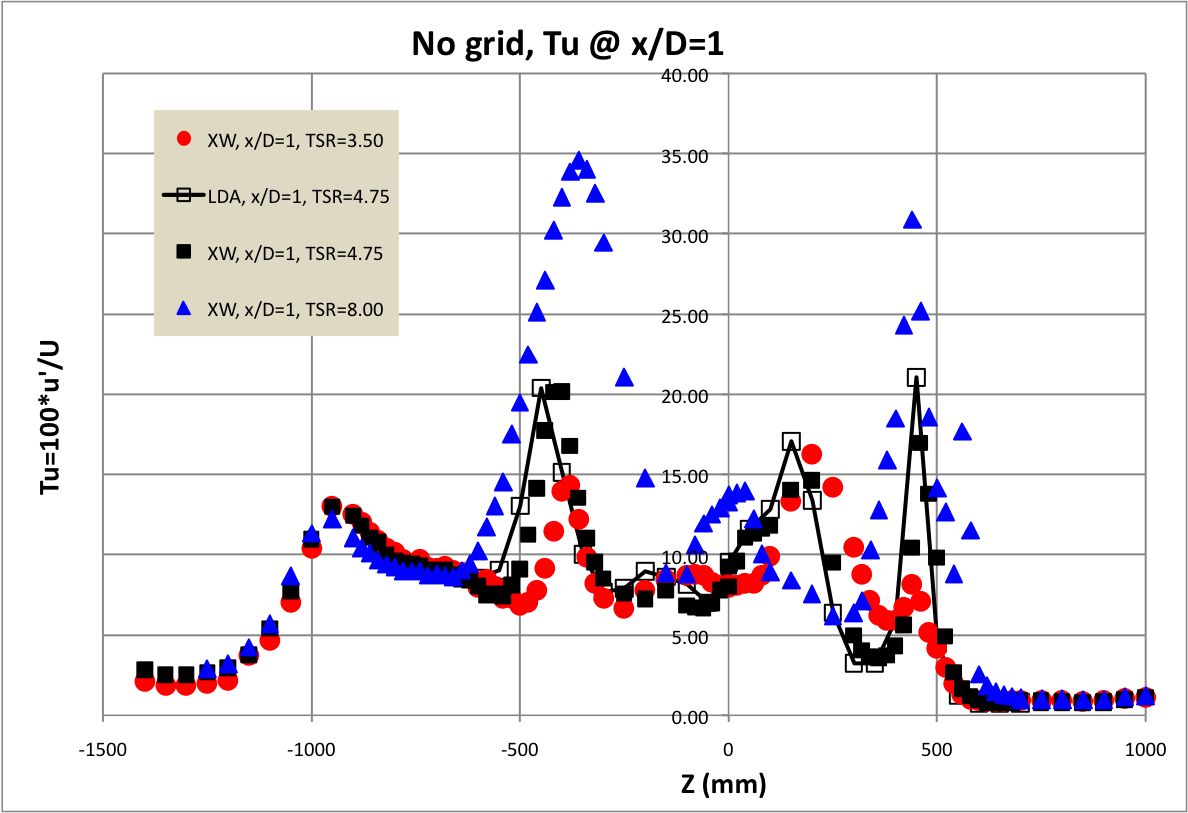 No grid, Tu @ x/D=1
XW, x/D=1, TSR=3.50
LDA, x/D=1, TSR=4.75
XW, x/D=1, TSR=4.75
XW, x/D=1, TSR=8.00
Tu=100*u'/U
40.00
35.00
30.00
25.00
20.00
15.00
10.00
5.00
0.00
-1500 -1000 -500 0 500 1000
Z (mm)